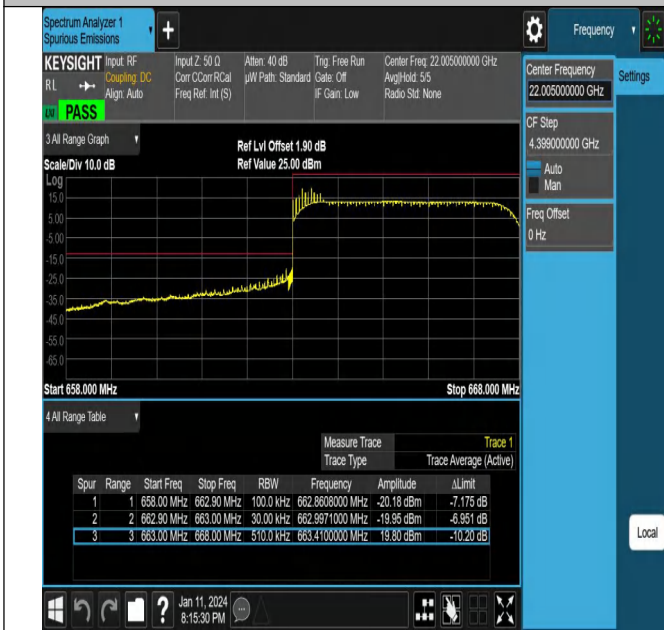 Spectrum Analyzer 1
Spurious Emissions
+
Frequency
KEYSIGHT Input: RF Input Z: 50 Ω Atten: 40 dB Trig: Free Run Center Freq: 22.005000000 GHz
RL Coupling: DC Corr CCorr RCal µW Path: Standard Gate: Off Avg|Hold: 5/5
Align: Auto Freq Ref: Int (S) IF Gain: Low Radio Std: None
PASS
Center Frequency
22.005000000 GHz
Settings
CF Step
4.399000000 GHz
Auto
Man
Freq Offset
0 Hz
Local
3 All Range Graph
Scale/Div 10.0 dB
Ref Lvl Offset 1.90 dB
Ref Value 25.00 dBm
Log
15.0
5.00
-5.00
-15.0
-25.0
-35.0
-45.0
-55.0
-65.0
Start 658.000 MHz Stop 668.000 MHz
4 All Range Table
Measure Trace Trace 1
Trace Type Trace Average (Active)
Spur Range Start Freq Stop Freq RBW Frequency Amplitude ΔLimit
1 1 658.00 MHz 662.90 MHz 100.0 kHz 662.8608000 MHz -20.18 dBm -7.175 dB
2 2 662.90 MHz 663.00 MHz 30.00 kHz 662.9971000 MHz -19.95 dBm -6.951 dB
3 3 663.00 MHz 668.00 MHz 510.0 kHz 663.4100000 MHz 19.80 dBm -10.20 dB
?
Jan 11, 2024
8:15:30 PM